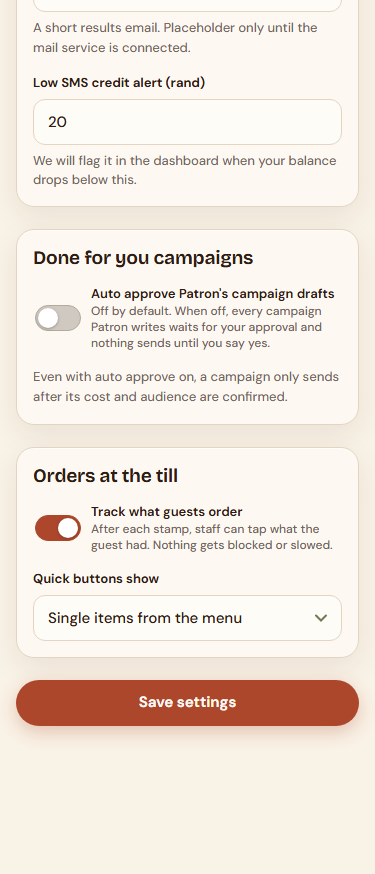 A short results email. Placeholder only until the
mail service is connected.
Low SMS credit alert (rand)
20
We will flag it in the dashboard when your balance
drops below this.
Done for you campaigns
Auto approve Patron's campaign drafts
Off by default. When off, every campaign
Patron writes waits for your approval and
nothing sends until you say yes.
Even with auto approve on, a campaign only sends
after its cost and audience are confirmed.
Orders at the till
Track what guests order
After each stamp, staff can tap what the
guest had. Nothing gets blocked or slowed.
Quick buttons show
Single items from the menu
Save settings